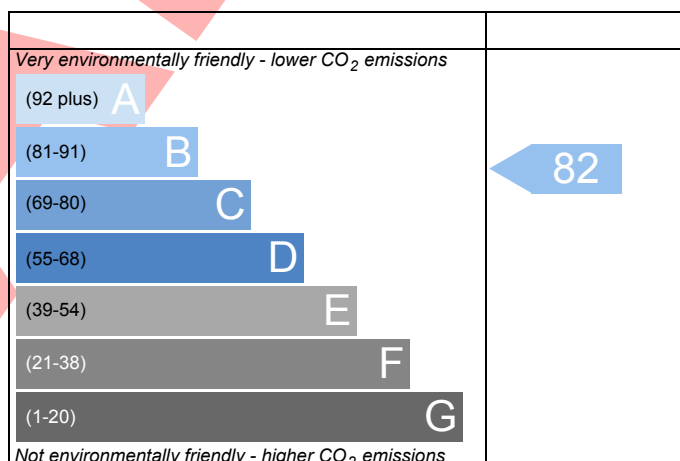 Very environmentally friendly - lower CO₂ emissions
(92 plus) A
(81-91) B
82
(69-80) C
(55-68) D
(39-54) E
(21-38) F
(1-20) G
Not environmentally friendly - higher CO₂ emissions